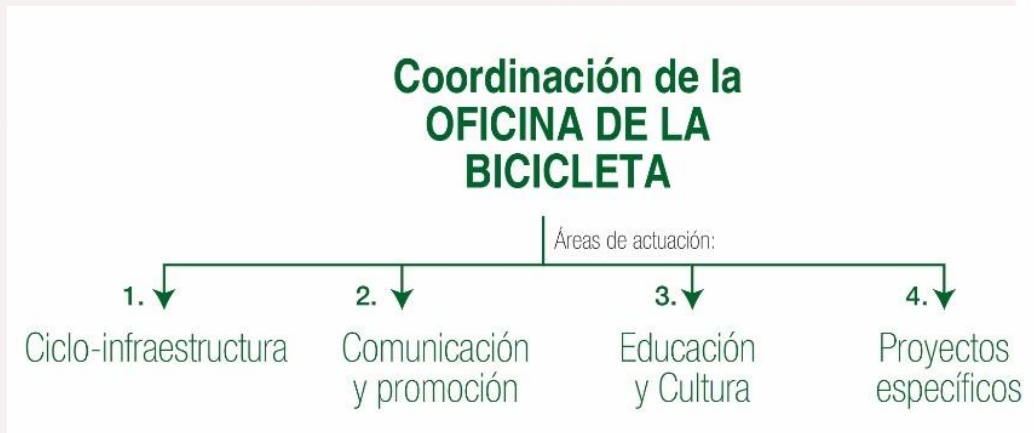 Coordinación de la
OFICINA DE LA
BICICLETA
Áreas de actuación:
1.
Ciclo-infraestructura
2.
Comunicación
y promoción
3.
Educación
y Cultura
4.
Proyectos
específicos